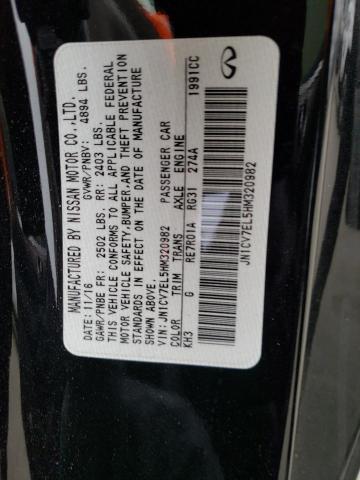 MANUFACTURED BY NISSAN MOTOR CO.,LTD.
DATE:11/16 GVWR/PNBV: 4894 LBS.
GAWR/PNBE FR: 2502 LBS. RR: 2403 LBS.
THIS VEHICLE CONFORMS TO ALL APPLICABLE FEDERAL
MOTOR VEHICLE SAFETY,BUMPER,AND THEFT PREVENTION
STANDARDS IN EFFECT ON THE DATE OF MANUFACTURE
SHOWN ABOVE.
VIN: JN1CV7EL5HM320982 PASSENGER CAR
COLOR TRIM TRANS AXLE ENGINE
KH3 G RE7R01A RG31 274A 1991CC
JN1CV7EL5HM320982